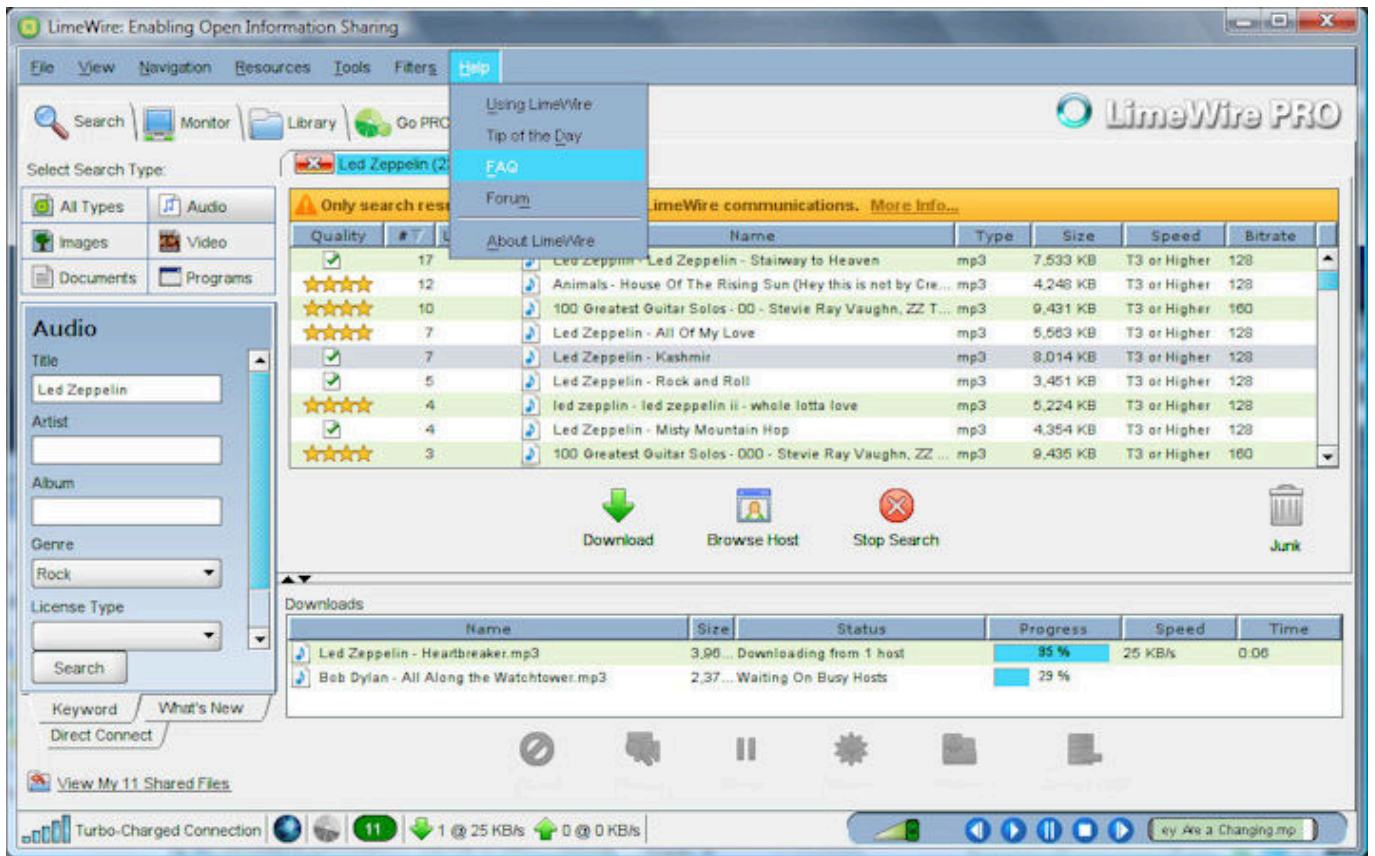 LimeWire: Enabling Open Information Sharing
File View Navigation Resources Tools Filters Help
Using LimeWire
Tip of the Day
FAQ
Forum
About LimeWire
Search Monitor Library Go PRO
LimeWire PRO
Select Search Type:
All Types Audio
Images Video
Documents Programs
Led Zeppelin (2
Only search res
imeWire communications. More Info...
Quality # L Name Type Size Speed Bitrate
17 Led Zepplin - Led Zeppelin - Stairway to Heaven mp3 7,533 KB T3 or Higher 128
12 Animals - House Of The Rising Sun (Hey this is not by Cre... mp3 4,248 KB T3 or Higher 128
10 100 Greatest Guitar Solos - 00 - Stevie Ray Vaughn, ZZ T... mp3 9,431 KB T3 or Higher 160
7 Led Zeppelin - All Of My Love mp3 5,563 KB T3 or Higher 128
7 Led Zeppelin - Kashmir mp3 8,014 KB T3 or Higher 128
5 Led Zeppelin - Rock and Roll mp3 3,451 KB T3 or Higher 128
4 led zepplin - led zeppelin ii - whole lotta love mp3 5,224 KB T3 or Higher 128
4 Led Zeppelin - Misty Mountain Hop mp3 4,354 KB T3 or Higher 128
3 100 Greatest Guitar Solos - 000 - Stevie Ray Vaughn, ZZ ... mp3 9,435 KB T3 or Higher 160
Audio
Title
Led Zeppelin
Artist
Album
Genre
Rock
License Type
Search
Keyword What's New
Direct Connect
View My 11 Shared Files
Download Browse Host Stop Search Junk
Downloads
Name Size Status Progress Speed Time
Led Zeppelin - Heartbreaker.mp3 3,96... Downloading from 1 host 95 % 25 KB/s 0:06
Bob Dylan - All Along the Watchtower.mp3 2,37... Waiting On Busy Hosts 29 %
Turbo-Charged Connection 11 1 @ 25 KB/s 0 @ 0 KB/s ey Are a Changing.mp